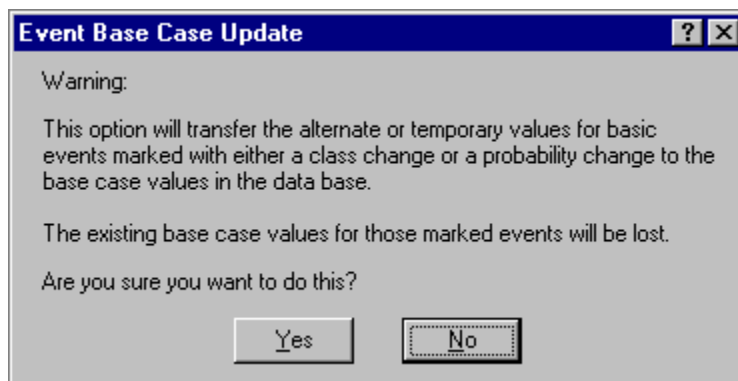 Event Base Case Update
Warning:
This option will transfer the alternate or temporary values for basic
events marked with either a class change or a probability change to the
base case values in the data base.
The existing base case values for those marked events will be lost.
Are you sure you want to do this?
Yes
No